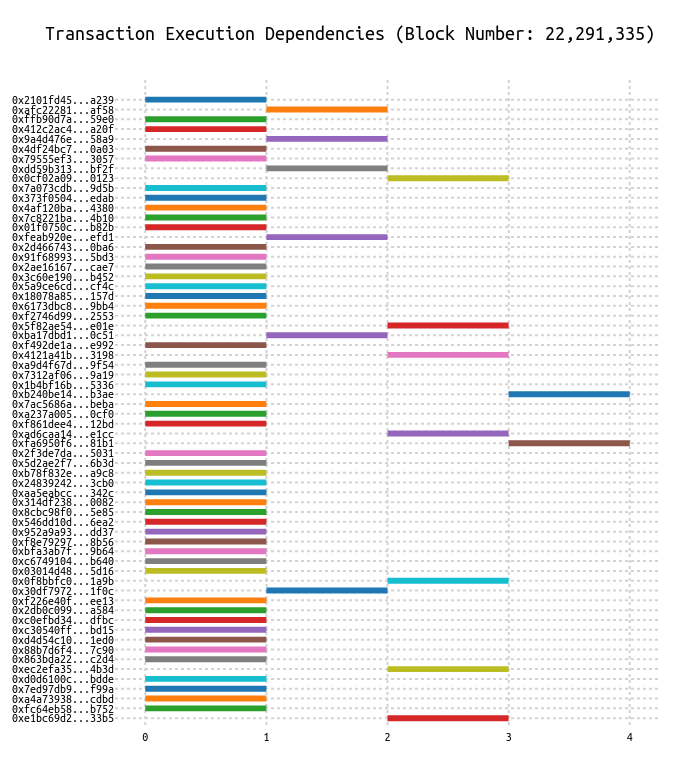 Transaction Execution Dependencies (Block Number: 22,291,335)
0x2101fd45...a239
0xafc22281...af58
0xffb90d7a...59e0
0x412c2ac4...a20f
0x9a4d476e...58a9
0x4df24bc7...0a03
0x79555ef3...3057
0xdd59b313...bf2f
0x0cf02a09...0123
0x7a073cdb...9d5b
0x373f0504...edab
0x4af120ba...4380
0x7c8221ba...4b10
0x01f0750c...b82b
0xfeab920e...efd1
0x2d466743...0ba6
0x91f68993...5bd3
0x2ae16167...cae7
0x3c60e190...b452
0x5a9ce6cd...cf4c
0x18078a85...157d
0x6173dbc8...9bb4
0xf2746d99...2553
0x5f82ae54...e01e
0xba17dbd1...0c51
0xf492de1a...e992
0x4121a41b...3198
0xa9d4f67d...9f54
0x7312af06...9a19
0x1b4bf16b...5336
0xb240be14...b3ae
0x7ac5686a...beba
0xa237a005...0cf0
0xf861dee4...12bd
0xad6caa14...e1cc
0xfa6950f6...81b1
0x2f3de7da...5031
0x5d2ae2f7...6b3d
0xb78f832e...a9c8
0x24839242...3cb0
0xaa5eabcc...342c
0x314df238...0082
0x8cbc98f0...5e85
0x546dd10d...6ea2
0x952a9a93...dd37
0xf8e79297...8b56
0xbfa3ab7f...9b64
0xc6749104...b640
0x03014d48...5d16
0x0f8bbfc0...1a9b
0x30df7972...1f0c
0xf226e40f...ee13
0x2db0c099...a584
0xc0efbd34...dfbc
0xc30540ff...bd15
0xd4d54c10...1ed0
0x88b7d6f4...7c90
0x863bda22...c2d4
0xec2efa35...4b3d
0xd0d6100c...bdde
0x7ed97db9...f99a
0xa4a73938...cdbd
0xfc64eb58...b752
0xe1bc69d2...33b5
0 1 2 3 4